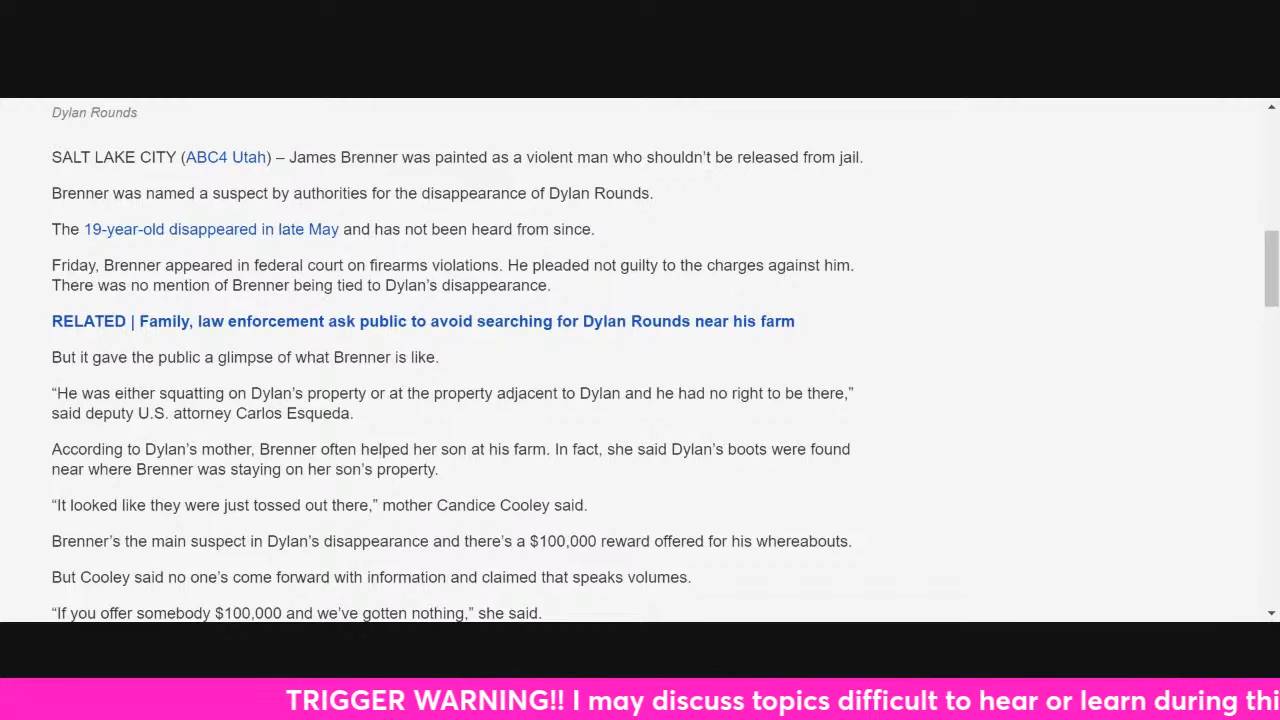 Dylan Rounds
SALT LAKE CITY (ABC4 Utah) – James Brenner was painted as a violent man who shouldn’t be released from jail.
Brenner was named a suspect by authorities for the disappearance of Dylan Rounds.
The 19-year-old disappeared in late May and has not been heard from since.
Friday, Brenner appeared in federal court on firearms violations. He pleaded not guilty to the charges against him.
There was no mention of Brenner being tied to Dylan’s disappearance.
RELATED | Family, law enforcement ask public to avoid searching for Dylan Rounds near his farm
But it gave the public a glimpse of what Brenner is like.
“He was either squatting on Dylan’s property or at the property adjacent to Dylan and he had no right to be there,”
said deputy U.S. attorney Carlos Esqueda.
According to Dylan’s mother, Brenner often helped her son at his farm. In fact, she said Dylan’s boots were found
near where Brenner was staying on her son’s property.
“It looked like they were just tossed out there,” mother Candice Cooley said.
Brenner’s the main suspect in Dylan’s disappearance and there’s a $100,000 reward offered for his whereabouts.
But Cooley said no one’s come forward with information and claimed that speaks volumes.
“If you offer somebody $100,000 and we’ve gotten nothing,” she said.
TRIGGER WARNING!! I may discuss topics difficult to hear or learn during thi